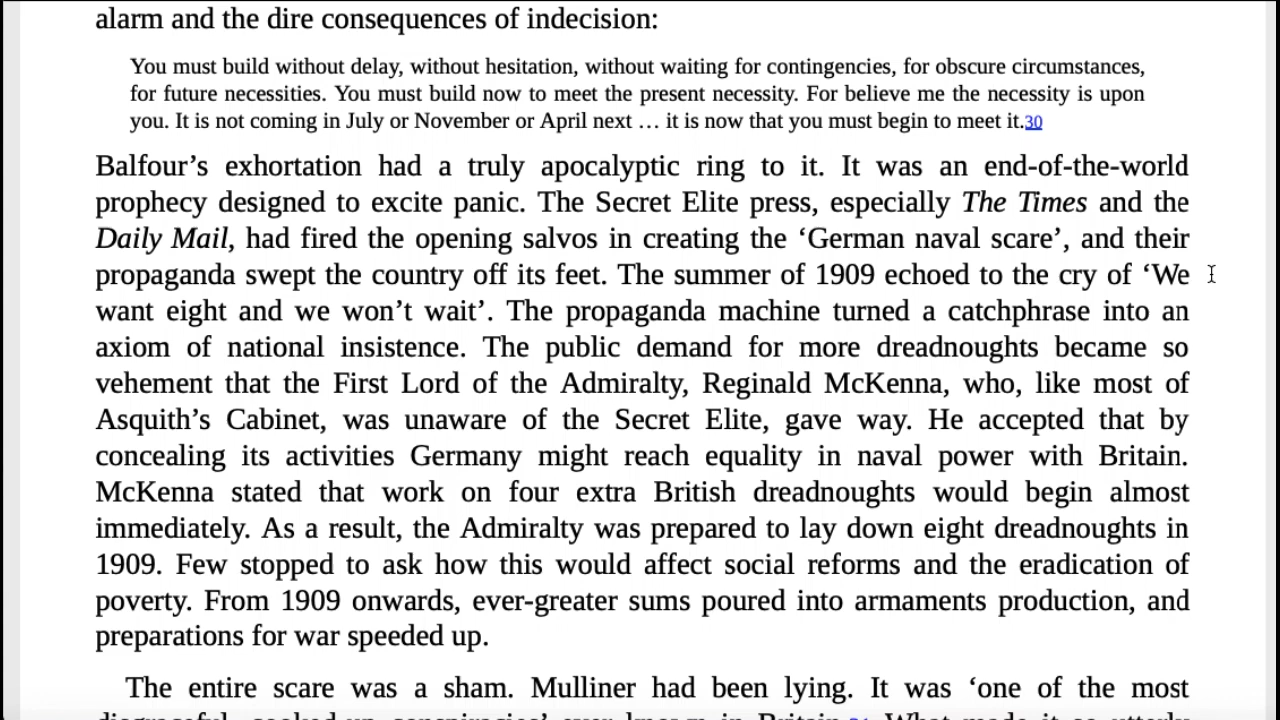 alarm and the dire consequences of indecision:
You must build without delay, without hesitation, without waiting for contingencies, for obscure circumstances,
for future necessities. You must build now to meet the present necessity. For believe me the necessity is upon
you. It is not coming in July or November or April next … it is now that you must begin to meet it.30
Balfour’s exhortation had a truly apocalyptic ring to it. It was an end-of-the-world
prophecy designed to excite panic. The Secret Elite press, especially The Times and the
Daily Mail, had fired the opening salvos in creating the ‘German naval scare’, and their
propaganda swept the country off its feet. The summer of 1909 echoed to the cry of ‘We
want eight and we won’t wait’. The propaganda machine turned a catchphrase into an
axiom of national insistence. The public demand for more dreadnoughts became so
vehement that the First Lord of the Admiralty, Reginald McKenna, who, like most of
Asquith’s Cabinet, was unaware of the Secret Elite, gave way. He accepted that by
concealing its activities Germany might reach equality in naval power with Britain.
McKenna stated that work on four extra British dreadnoughts would begin almost
immediately. As a result, the Admiralty was prepared to lay down eight dreadnoughts in
1909. Few stopped to ask how this would affect social reforms and the eradication of
poverty. From 1909 onwards, ever-greater sums poured into armaments production, and
preparations for war speeded up.
The entire scare was a sham. Mulliner had been lying. It was ‘one of the most